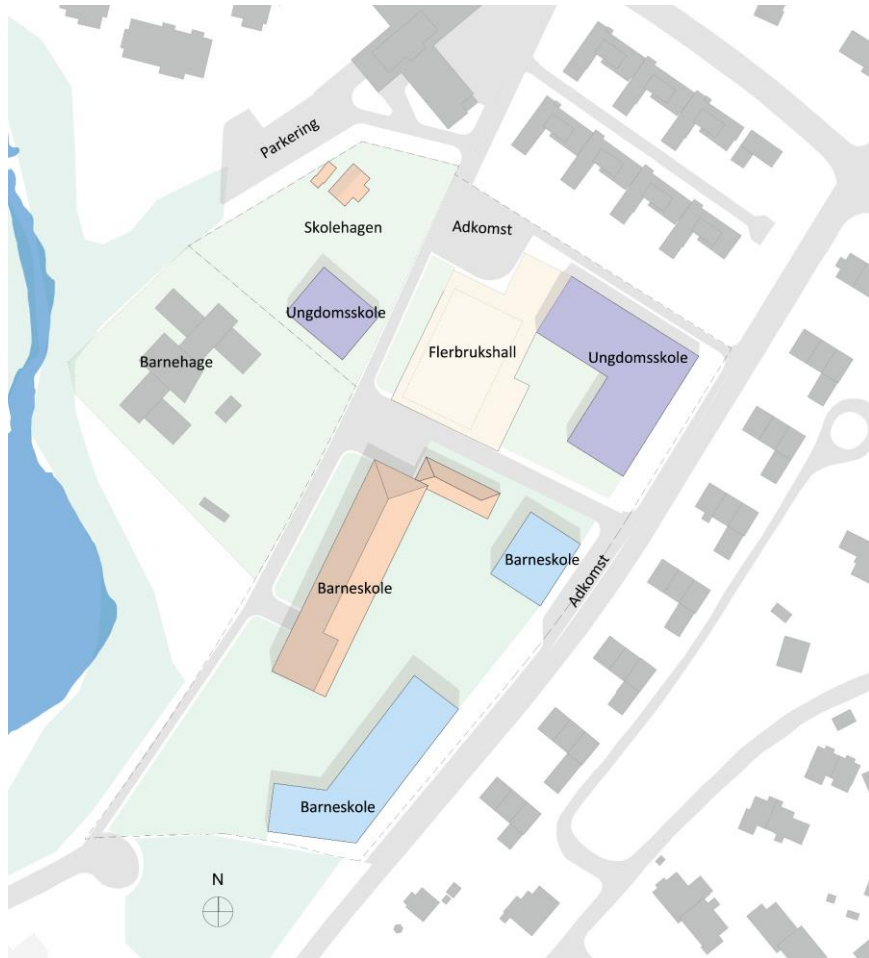 Parkering
Skolehagen
Adkomst
Ungdomsskole
Flerbrukshall
Ungdomsskole
Barnehage
Barneskole
Barneskole
Adkomst
Barneskole
N